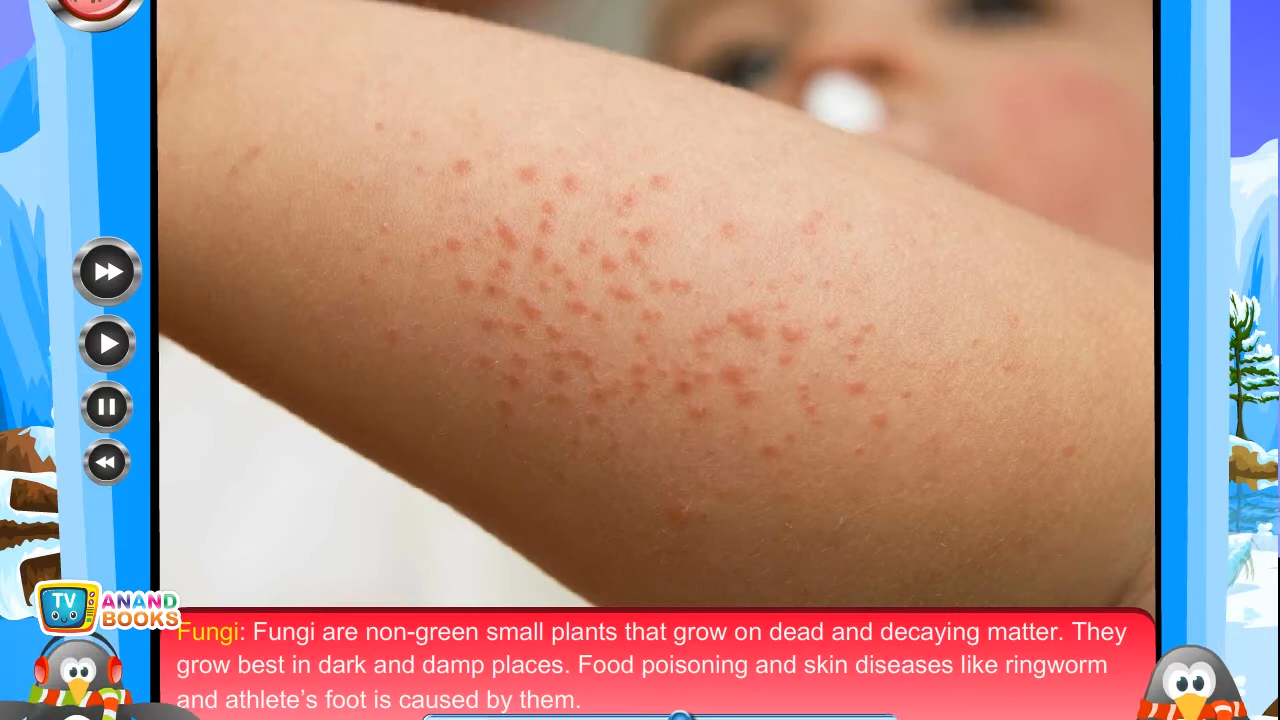 TV
ANAND
BOOKS
Fungi: Fungi are non-green small plants that grow on dead and decaying matter. They
grow best in dark and damp places. Food poisoning and skin diseases like ringworm
and athlete’s foot is caused by them.